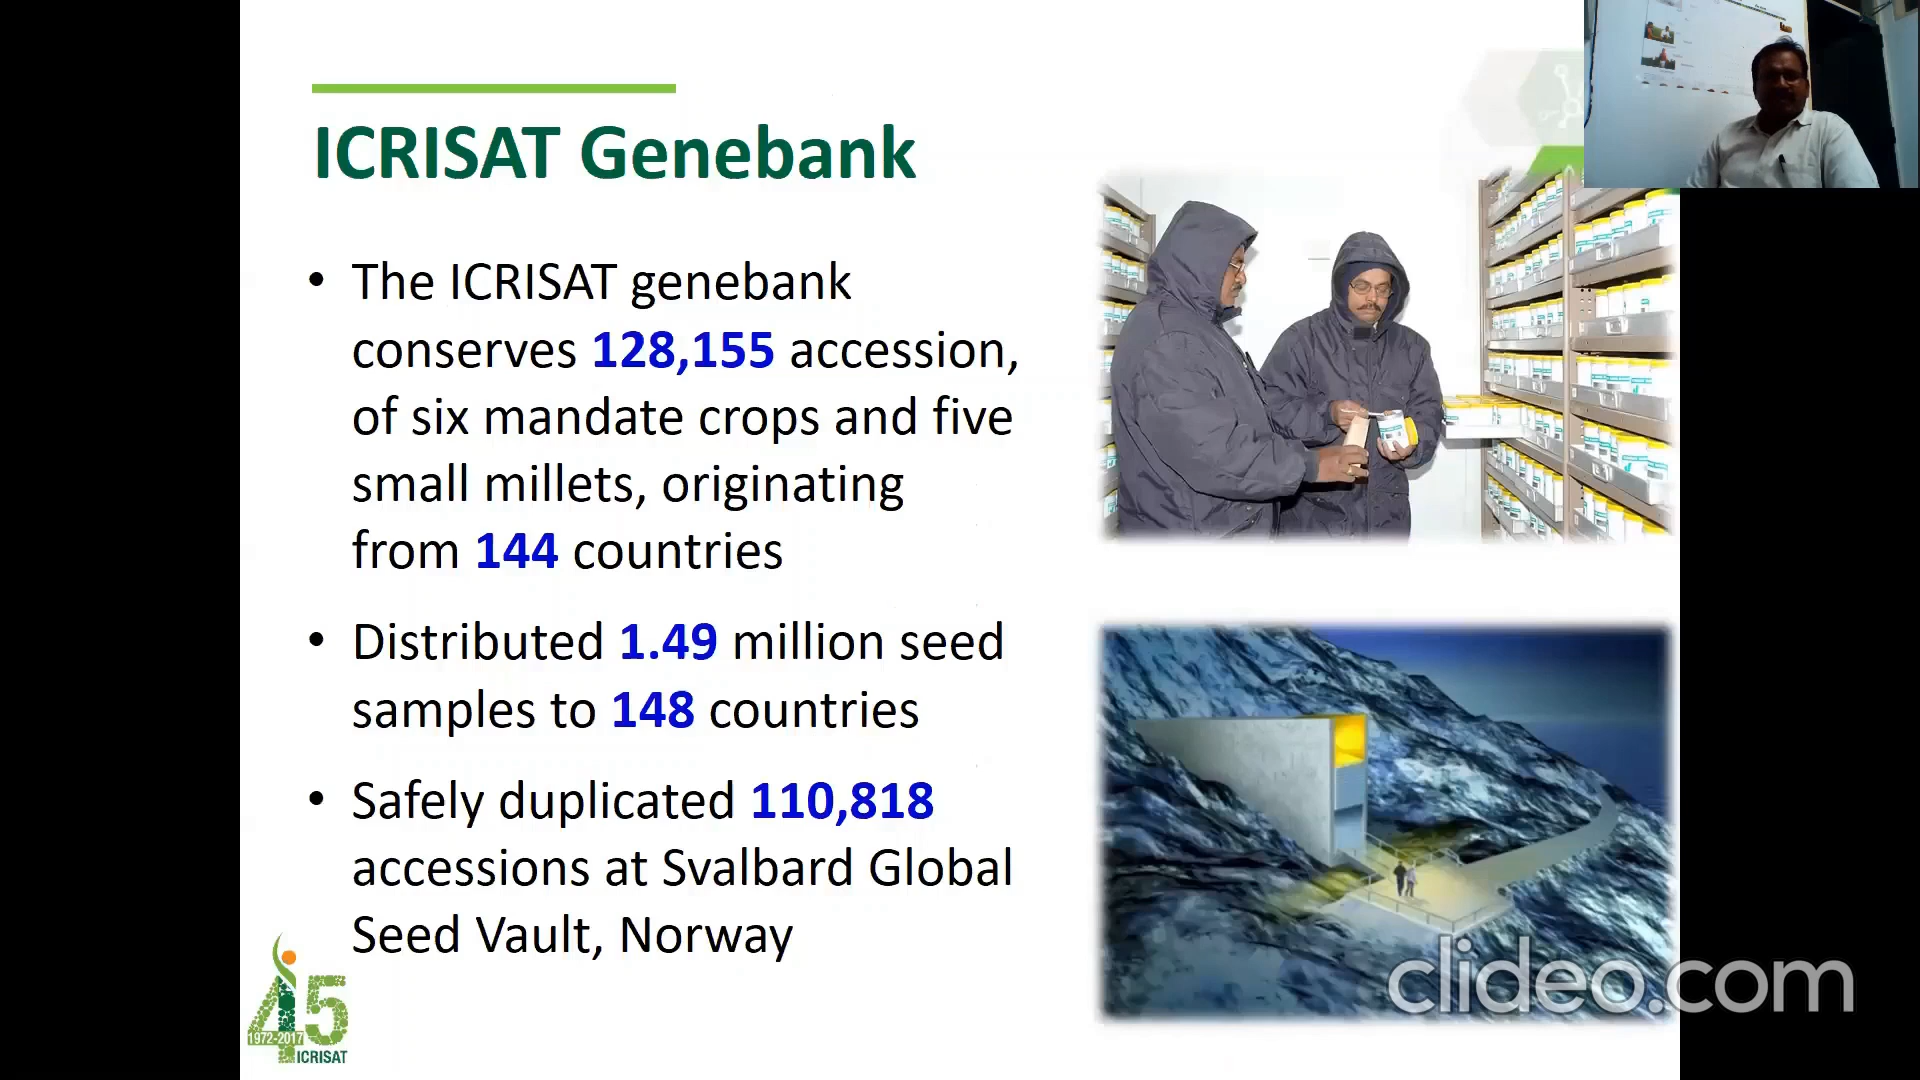 ICRISAT Genebank
• The ICRISAT genebank
conserves 128,155 accession,
of six mandate crops and five
small millets, originating
from 144 countries
• Distributed 1.49 million seed
samples to 148 countries
• Safely duplicated 110,818
accessions at Svalbard Global
Seed Vault, Norway
45
1972-2017
ICRISAT
clideo.com